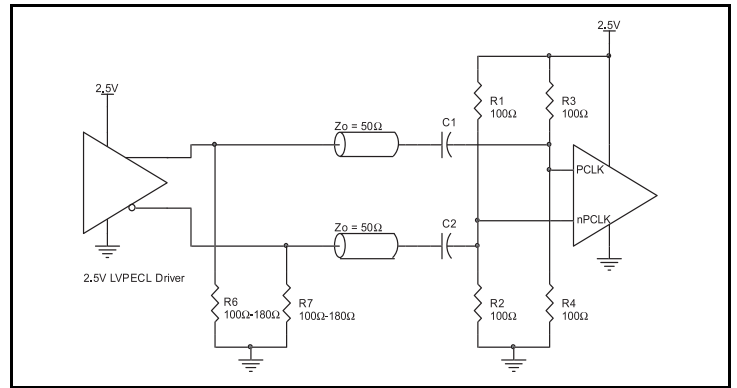 2.5V
2.5V
R1
100Ω
R3
100Ω
Zo = 50Ω
C1
PCLK
Zo = 50Ω
C2
nPCLK
2.5V LVPECL Driver
R6
100Ω-180Ω
R7
100Ω-180Ω
R2
100Ω
R4
100Ω